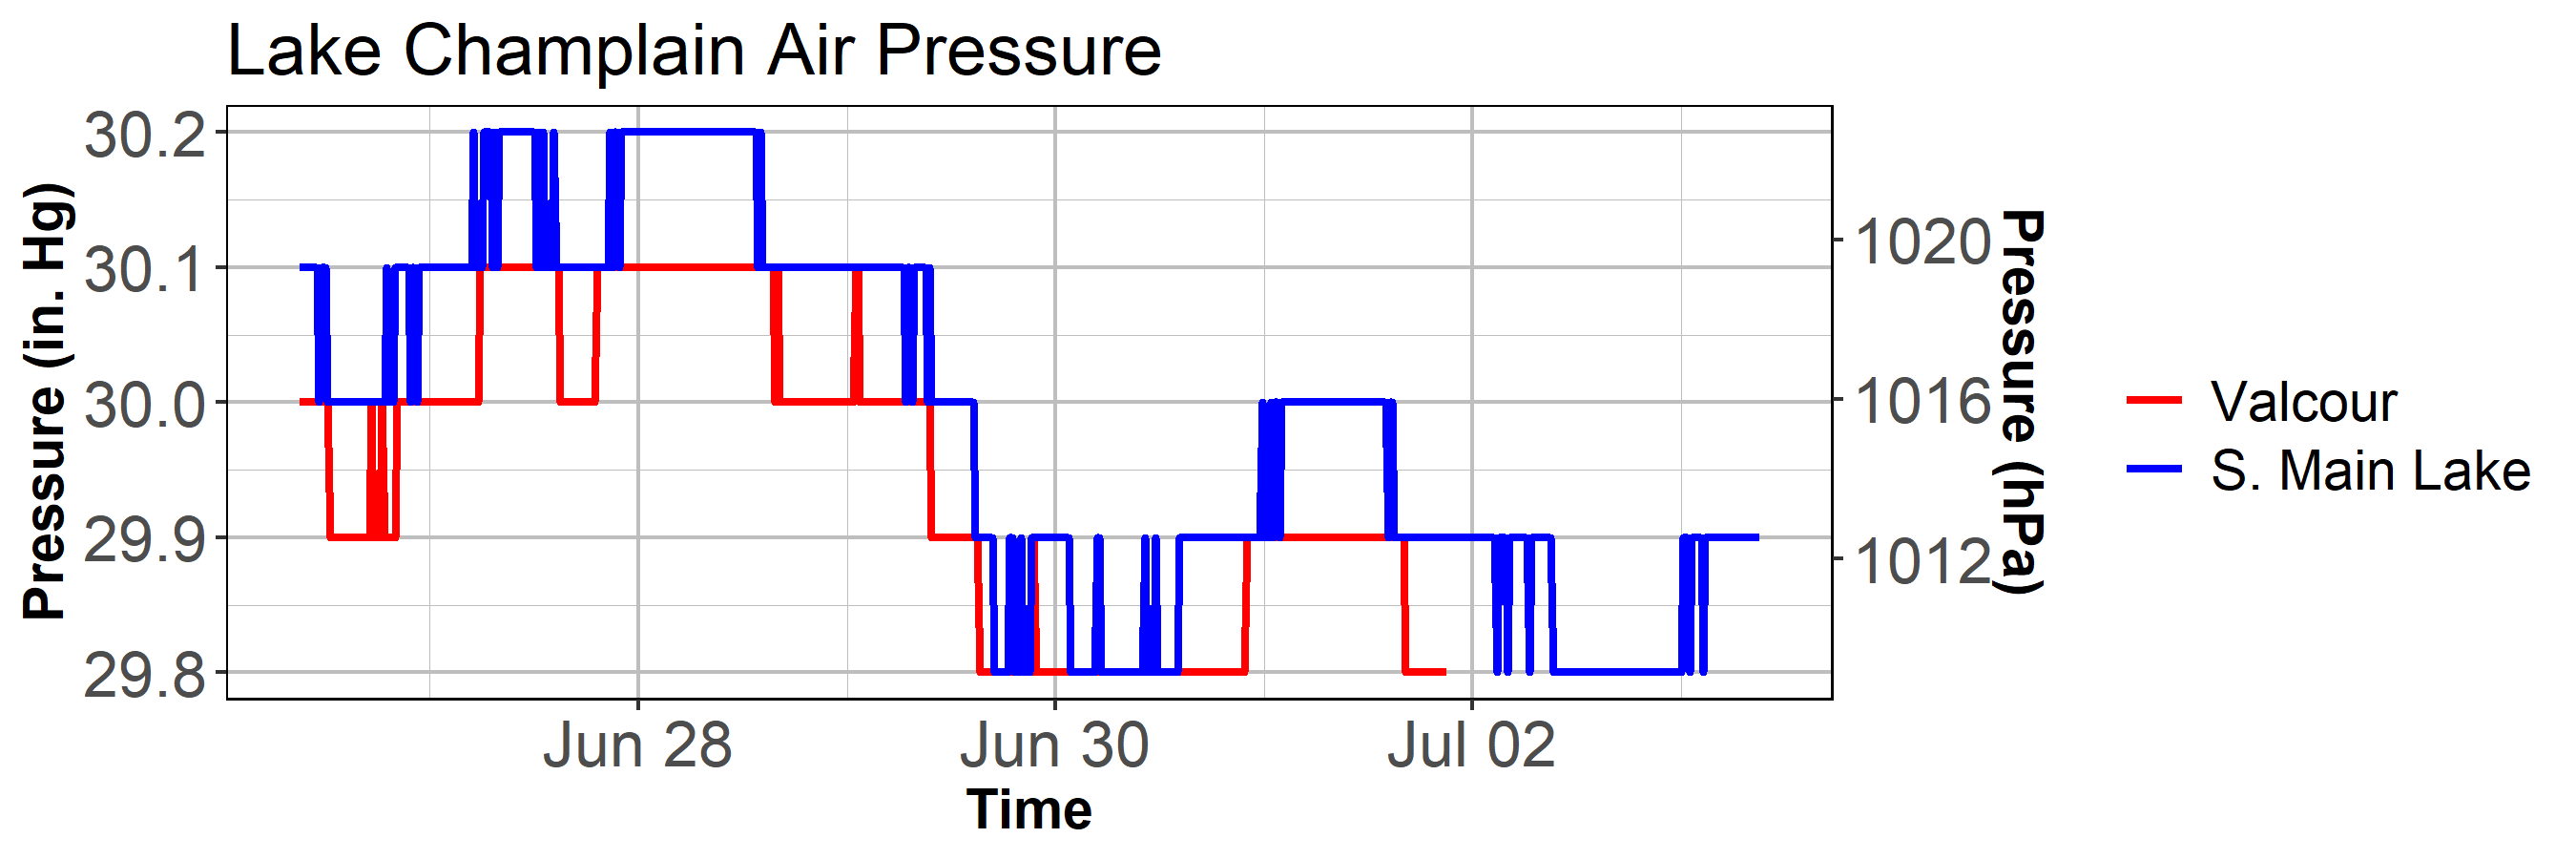 Lake Champlain Air Pressure
Pressure (in. Hg)
30.2
30.1
30.0
29.9
29.8
1020
1016
1012
Pressure (hPa)
Valcour
S. Main Lake
Jun 28
Jun 30
Jul 02
Time